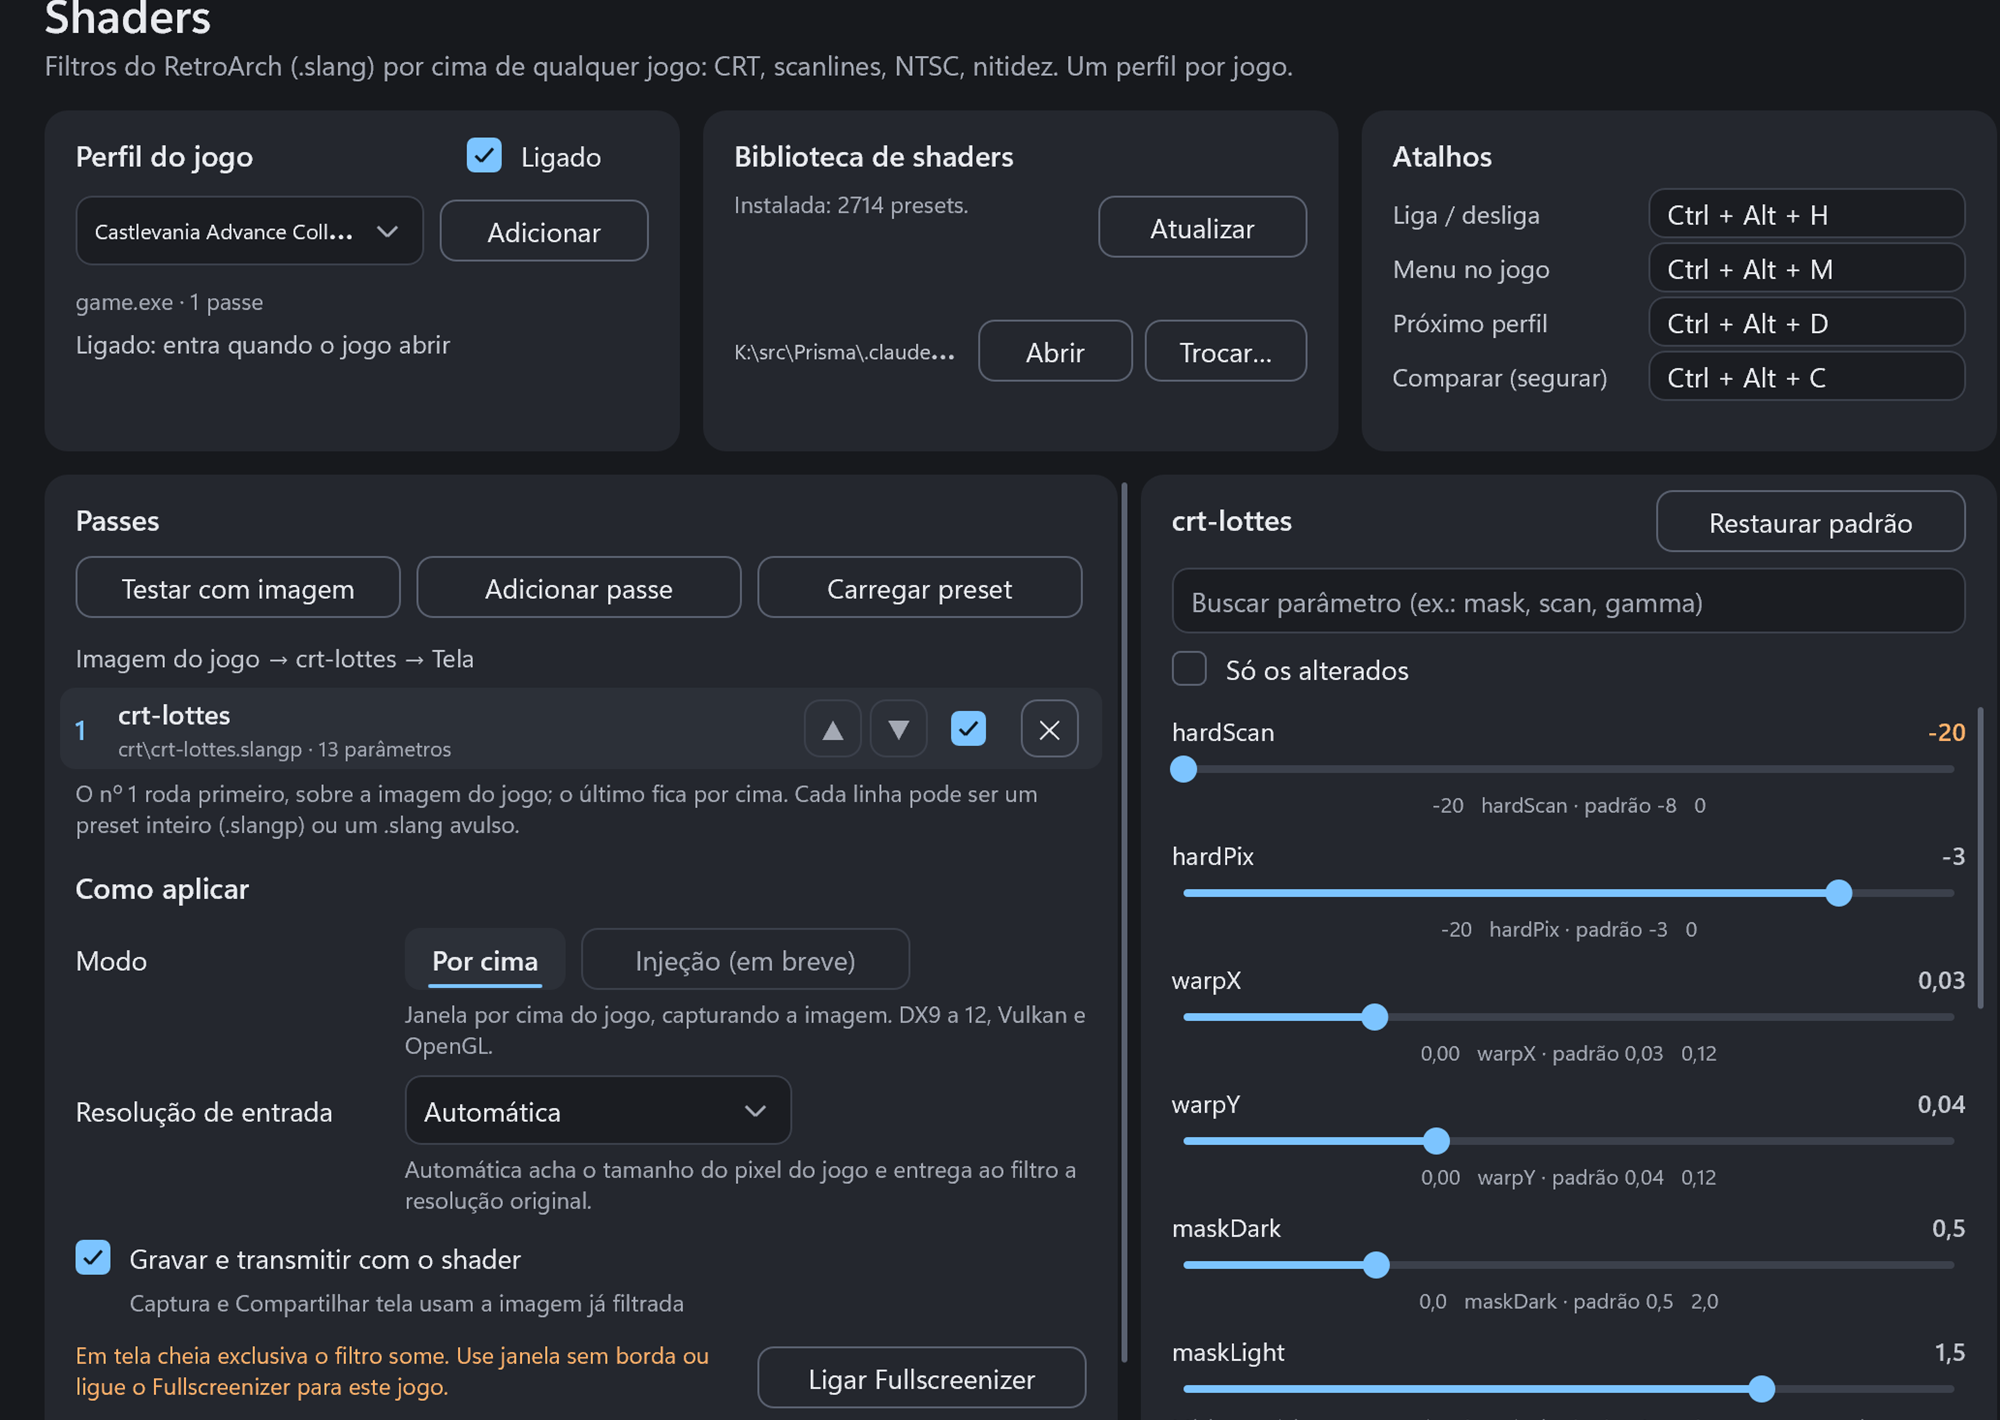 Shaders
Filtros do RetroArch (.slang) por cima de qualquer jogo: CRT, scanlines, NTSC, nitidez. Um perfil por jogo.
Perfil do jogo
Ligado
Castlevania Advance Coll...
Adicionar
game.exe · 1 passe
Ligado: entra quando o jogo abrir
Biblioteca de shaders
Instalada: 2714 presets.
Atualizar
K:\src\Prisma\.claude...
Abrir
Trocar...
Atalhos
Liga / desliga
Ctrl + Alt + H
Menu no jogo
Ctrl + Alt + M
Próximo perfil
Ctrl + Alt + D
Comparar (segurar)
Ctrl + Alt + C
Passes
Testar com imagem
Adicionar passe
Carregar preset
Imagem do jogo → crt-lottes → Tela
1
crt-lottes
crt\crt-lottes.slangp · 13 parâmetros
O nº 1 roda primeiro, sobre a imagem do jogo; o último fica por cima. Cada linha pode ser um
preset inteiro (.slangp) ou um .slang avulso.
Como aplicar
Modo
Por cima
Injeção (em breve)
Janela por cima do jogo, capturando a imagem. DX9 a 12, Vulkan e
OpenGL.
Resolução de entrada
Automática
Automática acha o tamanho do pixel do jogo e entrega ao filtro a
resolução original.
Gravar e transmitir com o shader
Captura e Compartilhar tela usam a imagem já filtrada
Em tela cheia exclusiva o filtro some. Use janela sem borda ou
ligue o Fullscreenizer para este jogo.
Ligar Fullscreenizer
crt-lottes
Restaurar padrão
Buscar parâmetro (ex.: mask, scan, gamma)
Só os alterados
hardScan
-20
-20 hardScan · padrão -8 0
hardPix
-3
-20 hardPix · padrão -3 0
warpX
0,03
0,00 warpX · padrão 0,03 0,12
warpY
0,04
0,00 warpY · padrão 0,04 0,12
maskDark
0,5
0,0 maskDark · padrão 0,5 2,0
maskLight
1,5